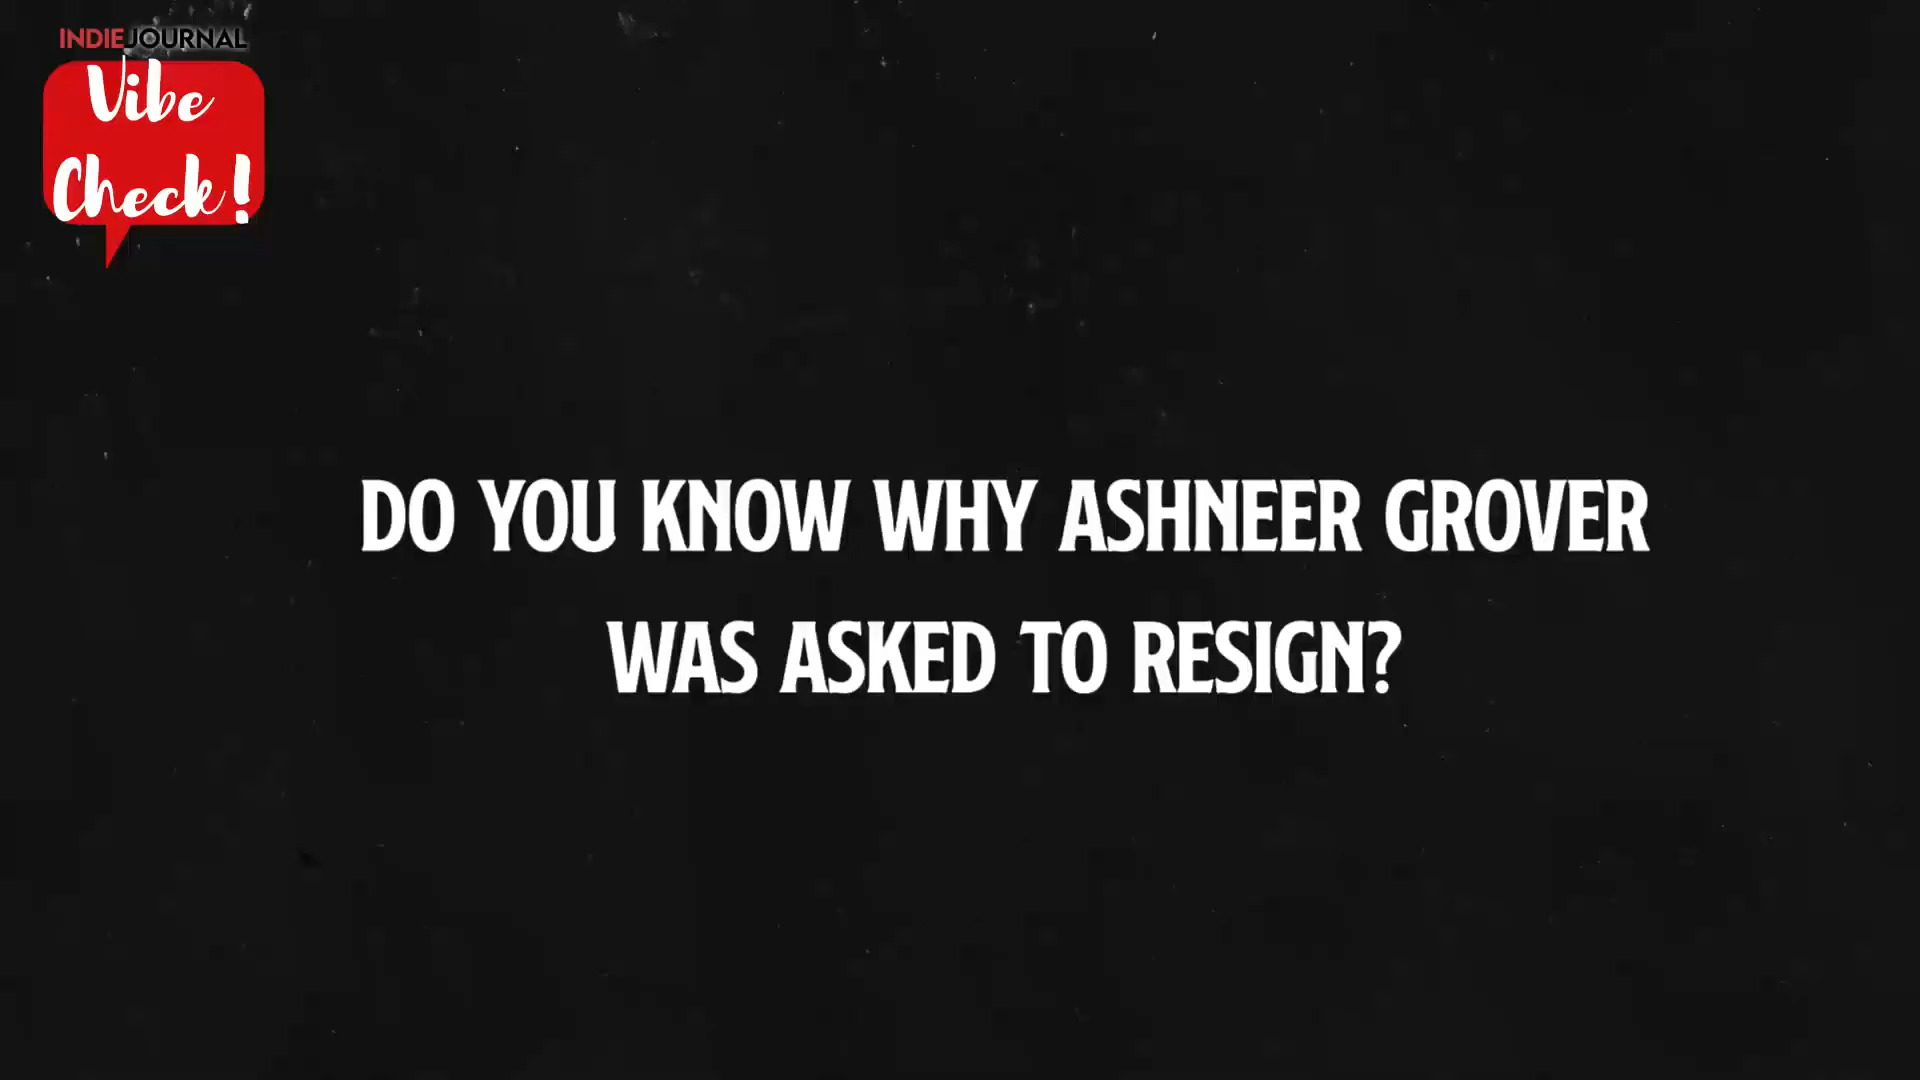 INDIEJOURNAL
Vibe
Check!
DO YOU KNOW WHY ASHNEER GROVER
WAS ASKED TO RESIGN?